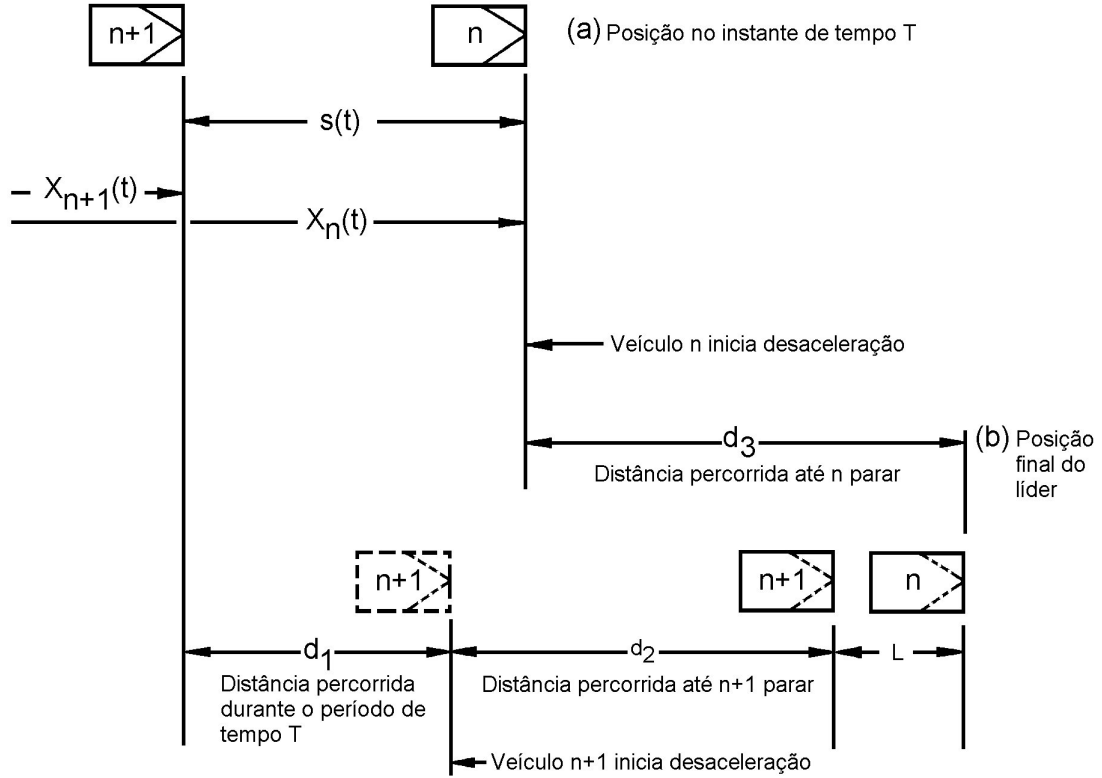 n+1
n
(a) Posição no instante de tempo T
s(t)
Xn+1(t)
Xn(t)
Veículo n inicia desaceleração
d3
(b) Posição
final do
líder
Distância percorrida até n parar
n+1
n+1
n
d1
d2
L
Distância percorrida
durante o período de
tempo T
Distância percorrida até n+1 parar
Veículo n+1 inicia desaceleração